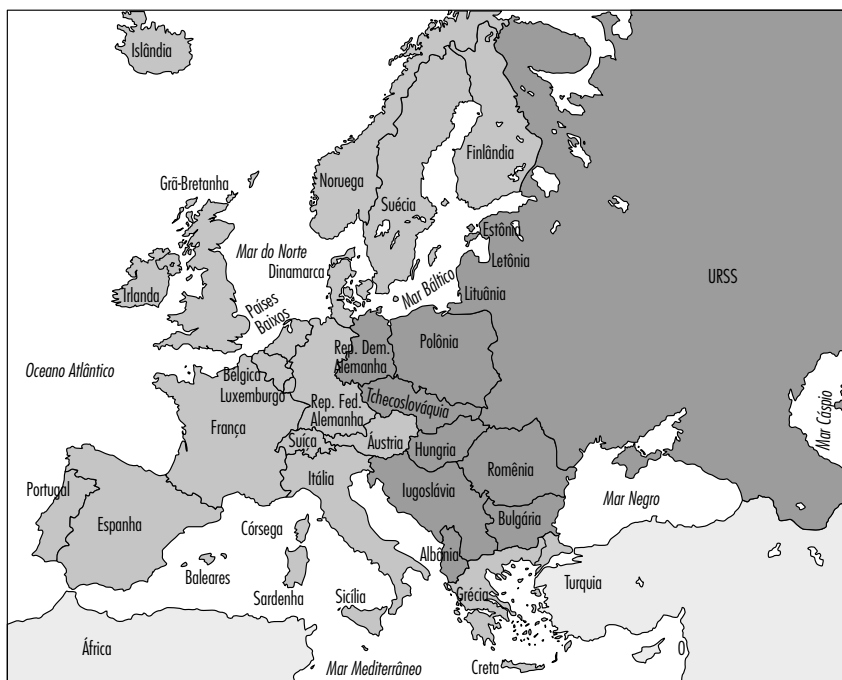 Islândia
Finlândia
Grã-Bretanha
Noruega
Suécia
Estônia
Mar do Norte
Dinamarca
Letônia
URSS
Mar Báltico
Lituânia
Irlanda
Países
Baixos
Polônia
Rep. Dem.
Alemanha
Oceano Atlântico
Bélgica
Luxemburgo
Tchecoslováquia
Rep. Fed.
Alemanha
Mar Cáspio
França
Suíça
Áustria
Hungria
Romênia
Itália
Iugoslávia
Portugal
Espanha
Mar Negro
Bulgária
Córsega
Albânia
Baleares
Sardenha
Sicília
Grécia
Turquia
África
Mar Mediterrâneo
Creta
0